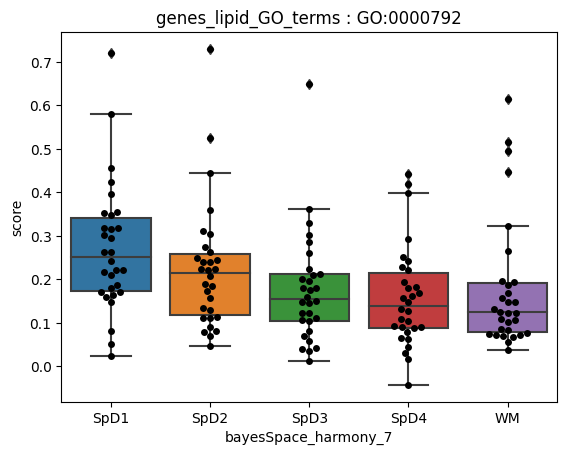 genes_lipid_GO_terms : GO:0000792
score
0.7
0.6
0.5
0.4
0.3
0.2
0.1
0.0
SpD1 SpD2 SpD3 SpD4 WM
bayesSpace_harmony_7